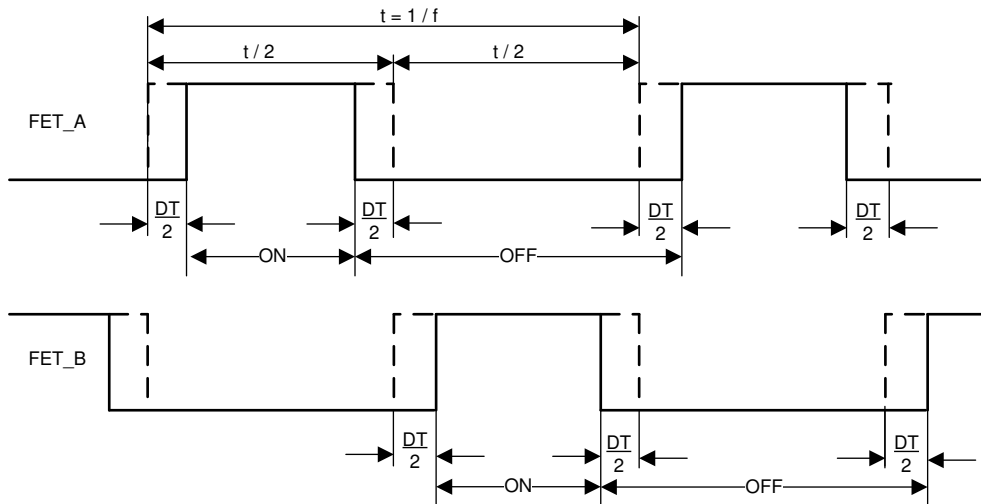 t = 1 / f
t / 2 t / 2
FET_A
DT DT DT DT
2 2 2 2
ON OFF
FET_B
DT DT DT
2 2 2
ON OFF